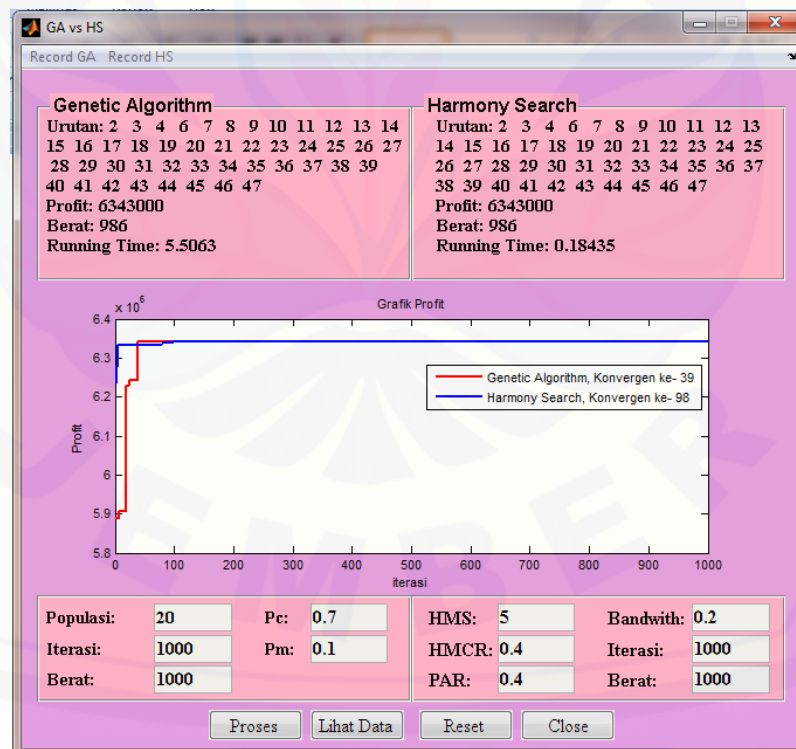 GA vs HS
Record GA Record HS
Genetic Algorithm
Urutan: 2 3 4 6 7 8 9 10 11 12 13 14
15 16 17 18 19 20 21 22 23 24 25 26 27
28 29 30 31 32 33 34 35 36 37 38 39
40 41 42 43 44 45 46 47
Profit: 6343000
Berat: 986
Running Time: 5.5063
Harmony Search
Urutan: 2 3 4 6 7 8 9 10 11 12 13
14 15 16 17 18 19 20 21 22 23 24 25
26 27 28 29 30 31 32 33 34 35 36 37
38 39 40 41 42 43 44 45 46 47
Profit: 6343000
Berat: 986
Running Time: 0.18435
x 10^6
Grafik Profit
6.4
6.3
6.2
6.1
6
5.9
5.8
Profit
Genetic Algorithm, Konvergen ke- 39
Harmony Search, Konvergen ke- 98
0 100 200 300 400 500 600 700 800 900 1000
iterasi
Populasi: 20 Pc: 0.7
Iterasi: 1000 Pm: 0.1
Berat: 1000
HMS: 5 Bandwith: 0.2
HMCR: 0.4 Iterasi: 1000
PAR: 0.4 Berat: 1000
Proses Lihat Data Reset Close
JEMBER